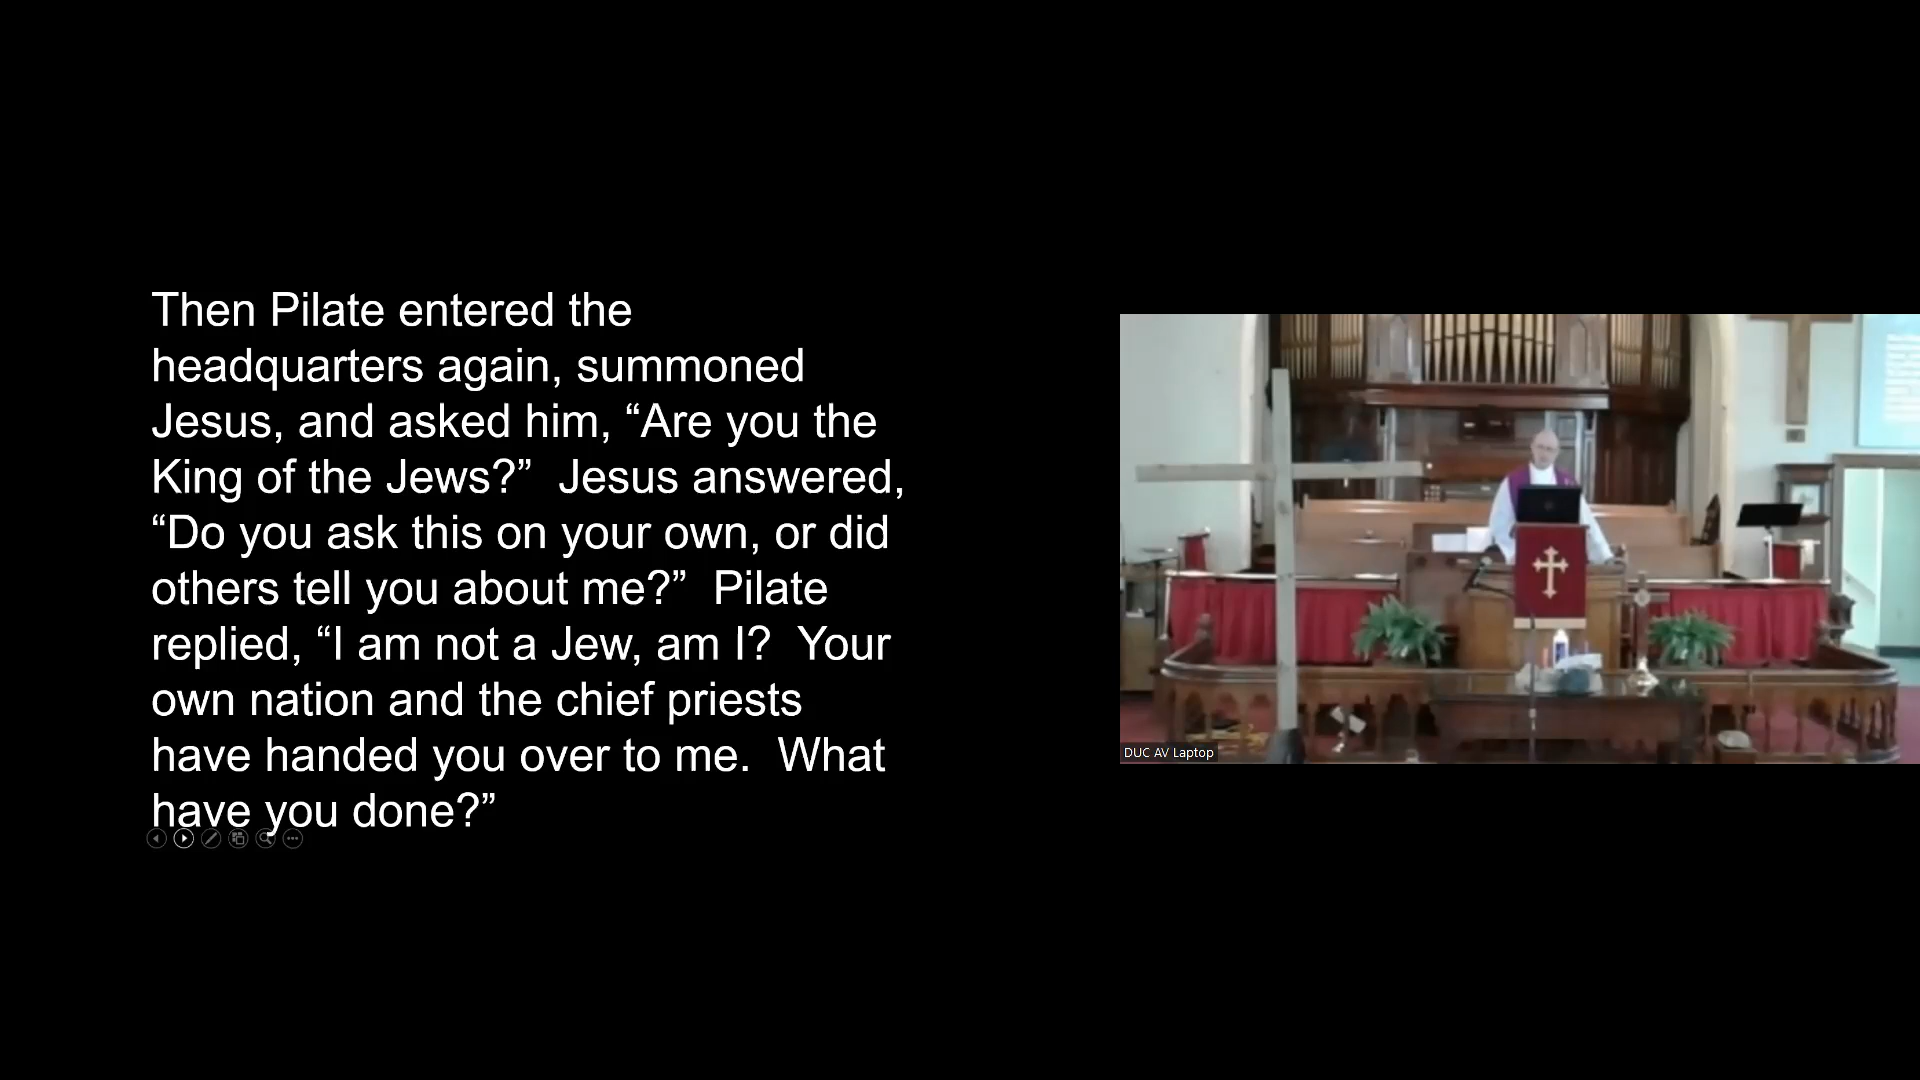 Then Pilate entered the
headquarters again, summoned
Jesus, and asked him, “Are you the
King of the Jews?”  Jesus answered,
“Do you ask this on your own, or did
others tell you about me?”  Pilate
replied, “I am not a Jew, am I?  Your
own nation and the chief priests
have handed you over to me.  What
have you done?”
DUC AV Laptop